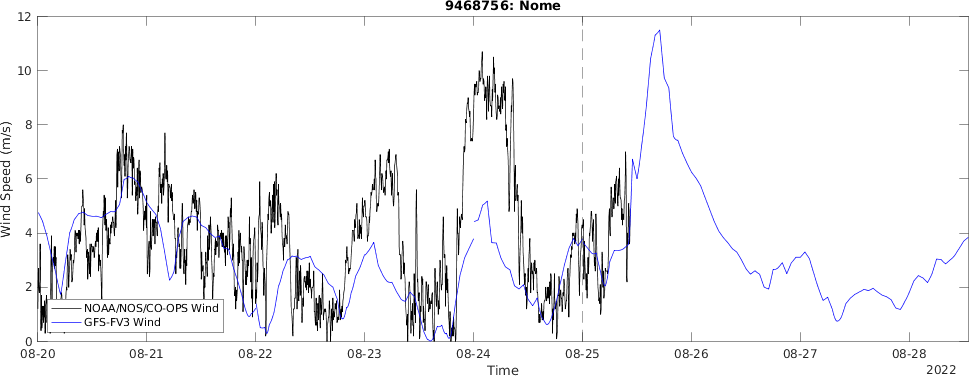 9468756: Nome
Wind Speed (m/s)
12
10
8
6
4
2
0
NOAA/NOS/CO-OPS Wind
GFS-FV3 Wind
08-20 08-21 08-22 08-23 08-24 08-25 08-26 08-27 08-28
Time
2022